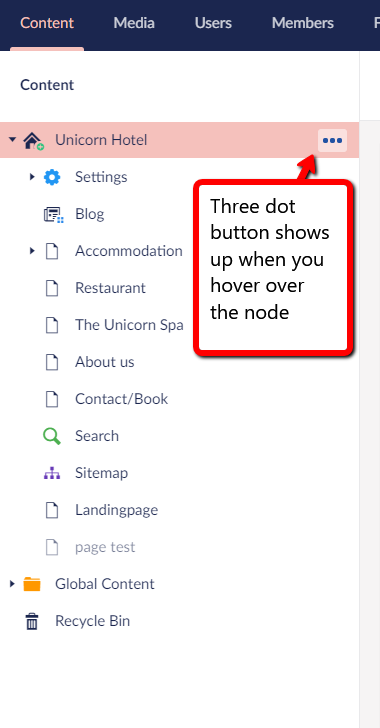 Content Media Users Members F
Content
Unicorn Hotel
Three dot
button shows
up when you
hover over
the node
Settings
Blog
Accommodation
Restaurant
The Unicorn Spa
About us
Contact/Book
Search
Sitemap
Landingpage
page test
Global Content
Recycle Bin